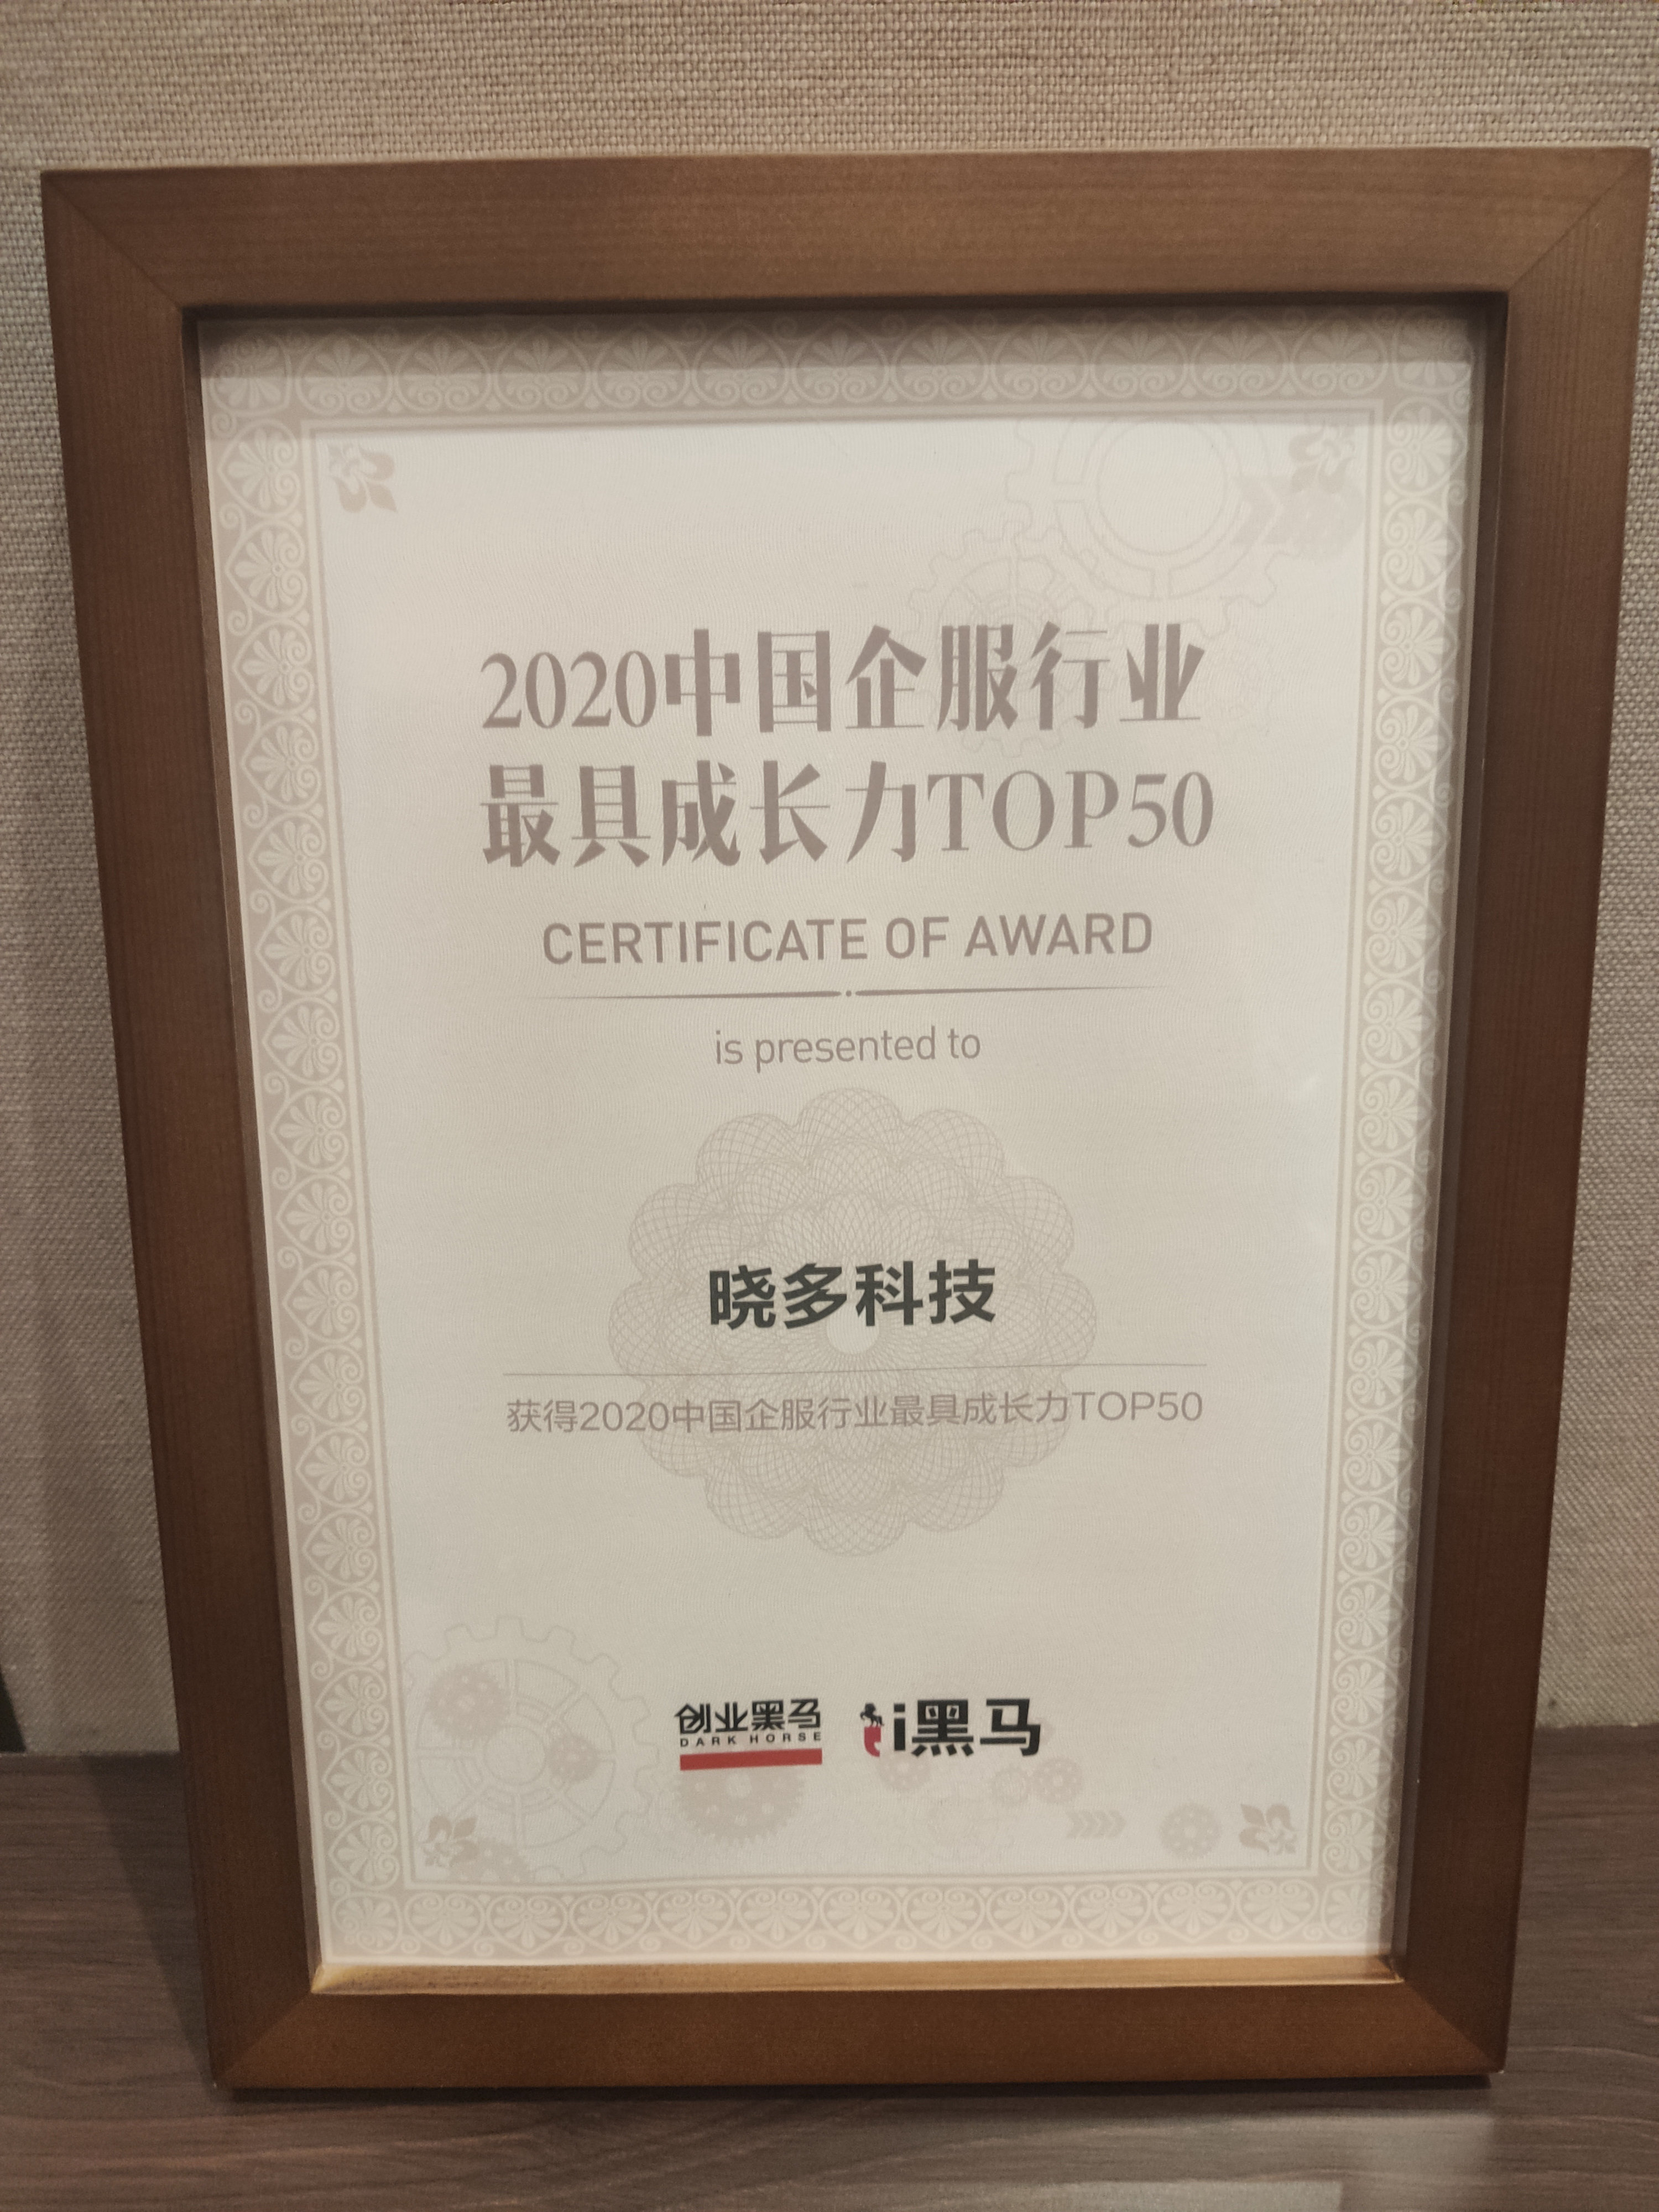 2020中国企服行业
最具成长力TOP50
CERTIFICATE OF AWARD
is presented to
晓多科技
获得2020中国企服行业最具成长力TOP50
创业黑马
DARK HORSE
i黑马